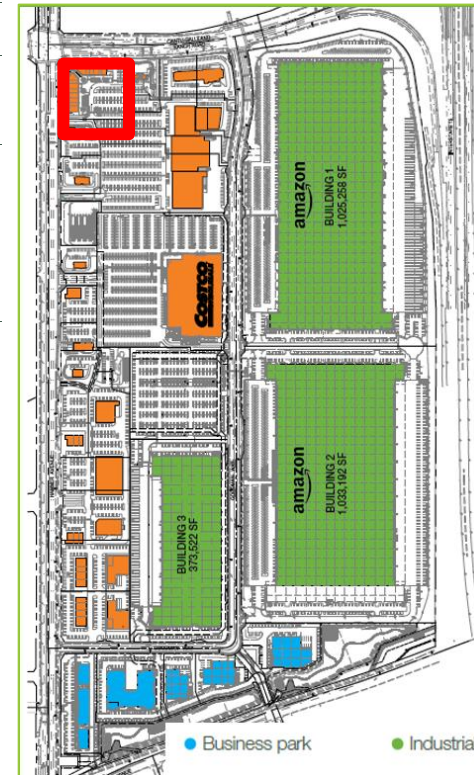 amazon
BUILDING 1
1,025,258 SF
Costco
amazon
BUILDING 2
1,033,192 SF
BUILDING 3
373,522 SF
Business park
Industria